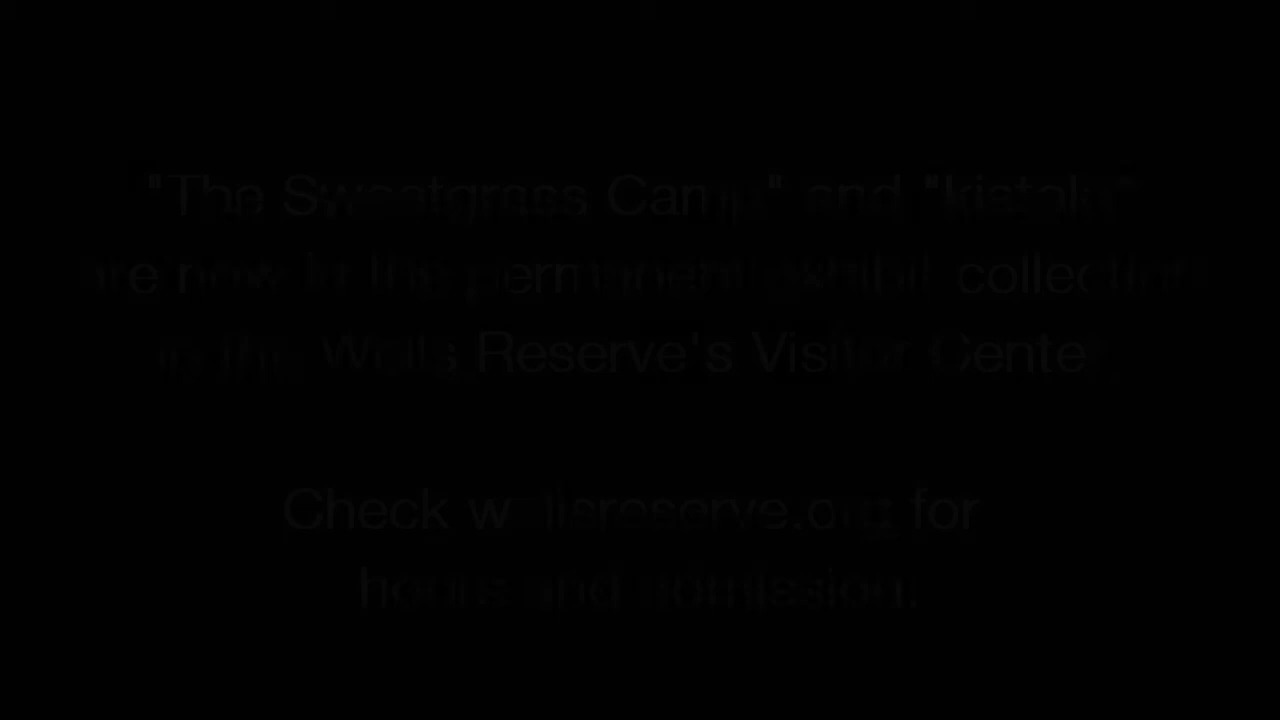 "The Sweetgrass Camp" and
are now in the permanent exhibit collection
in the Wells Reserve's Visitor Center.
Check wellsreserve.org for
hours and admission.